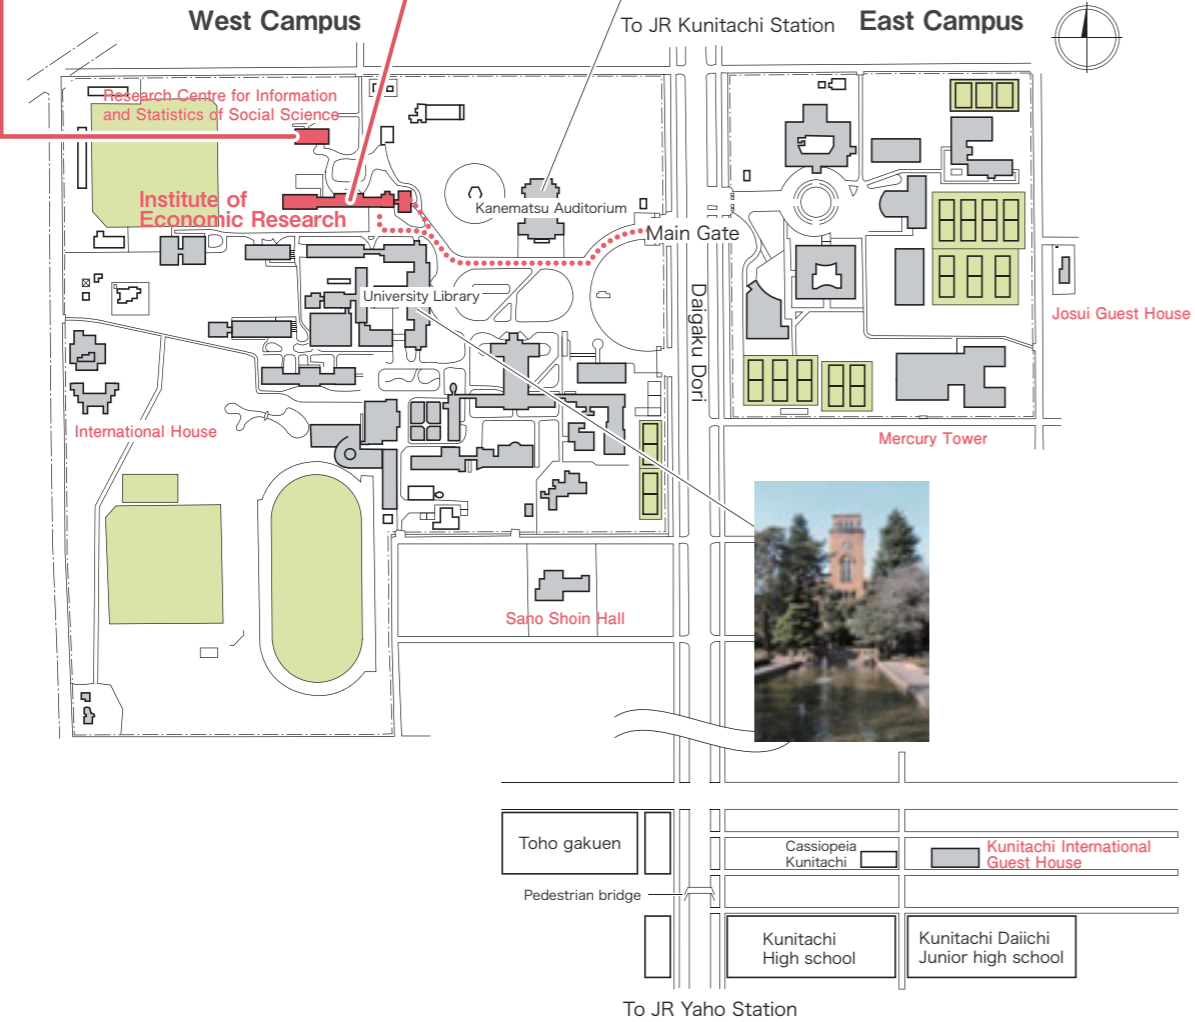 West Campus
To JR Kunitachi Station
East Campus
Research Centre for Information
and Statistics of Social Science
Institute of
Economic Research
Kanematsu Auditorium
Main Gate
University Library
Daigaku Dori
Josui Guest House
International House
Mercury Tower
Sano Shoin Hall
Toho gakuen
Cassiopeia
Kunitachi
Kunitachi International
Guest House
Pedestrian bridge
Kunitachi
High school
Kunitachi Daiichi
Junior high school
To JR Yaho Station